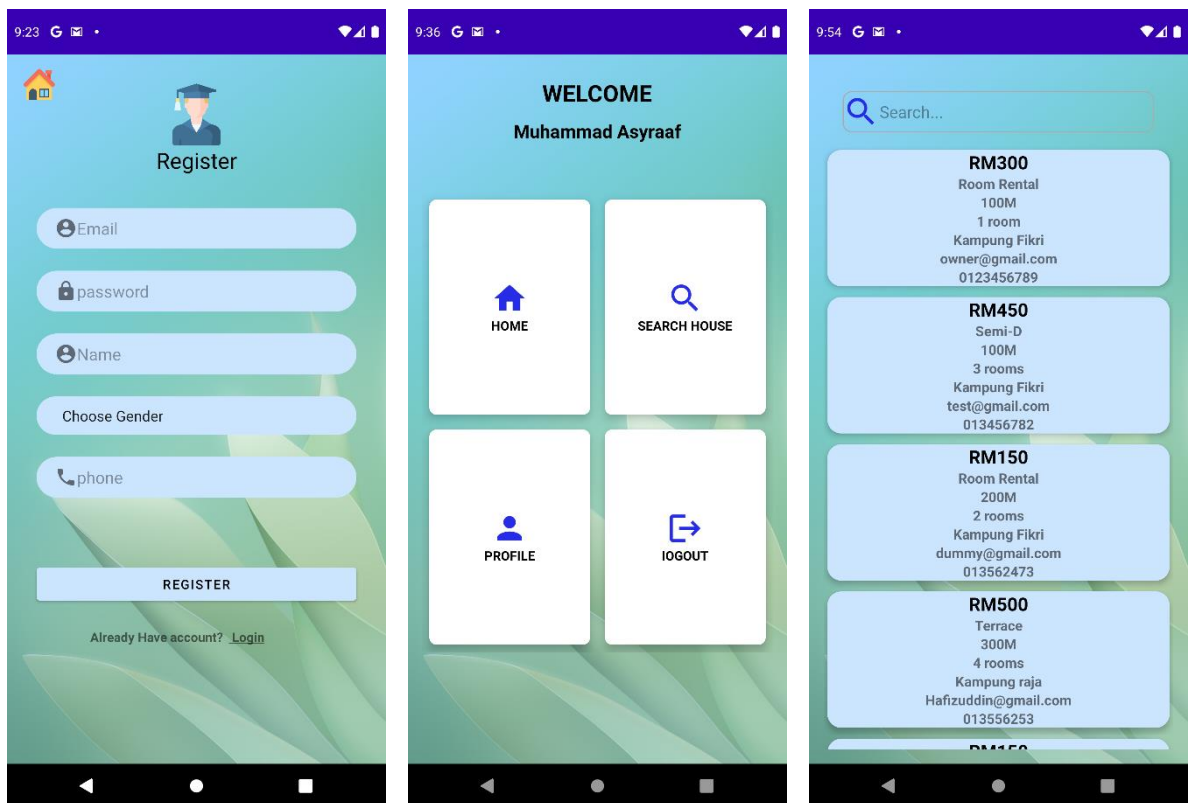 9:23 G
Register
Email
password
Name
Choose Gender
phone
REGISTER
Already Have account? Login
9:36 G
WELCOME
Muhammad Asyraaf
HOME
SEARCH HOUSE
PROFILE
lOGOUT
9:54 G
Search...
RM300
Room Rental
100M
1 room
Kampung Fikri
owner@gmail.com
0123456789
RM450
Semi-D
100M
3 rooms
Kampung Fikri
test@gmail.com
013456782
RM150
Room Rental
200M
2 rooms
Kampung Fikri
dummy@gmail.com
013562473
RM500
Terrace
300M
4 rooms
Kampung raja
Hafizuddin@gmail.com
013556253